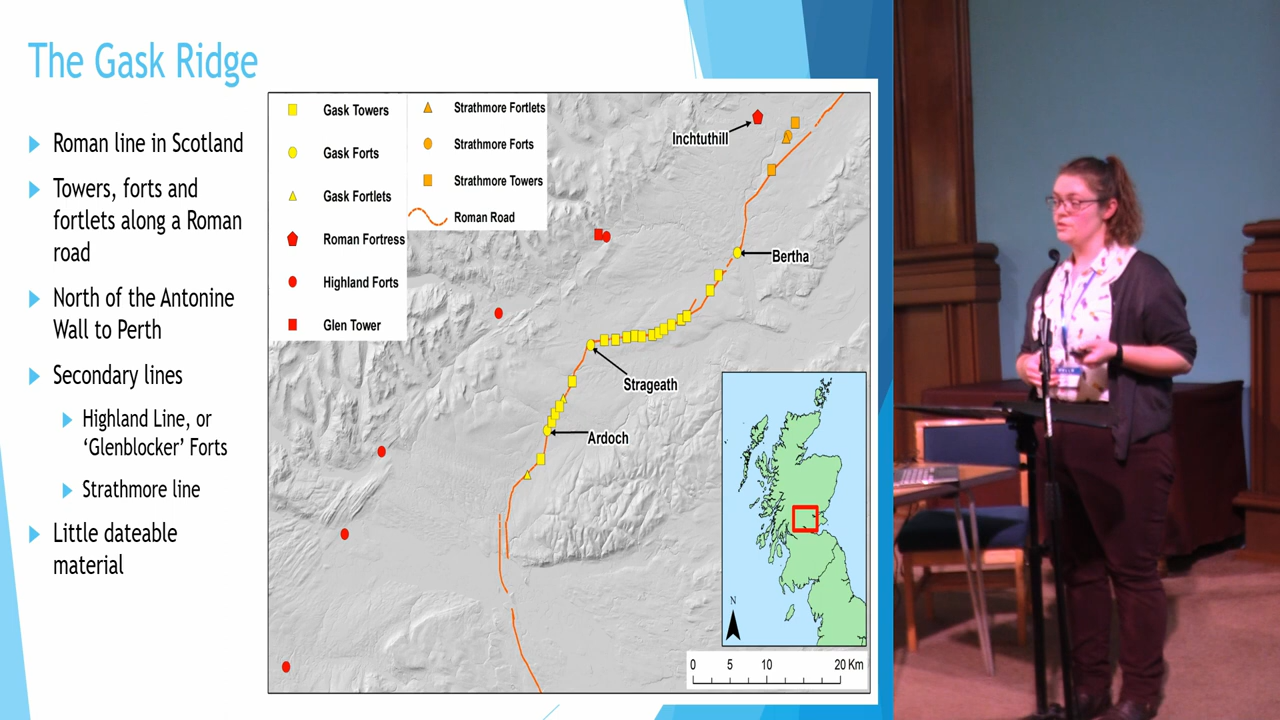 The Gask Ridge
Roman line in Scotland
Towers, forts and
fortlets along a Roman
road
North of the Antonine
Wall to Perth
Secondary lines
Highland Line, or
‘Glenblocker’ Forts
Strathmore line
Little dateable
material
Gask Towers
Gask Forts
Gask Fortlets
Roman Fortress
Highland Forts
Glen Tower
Strathmore Fortlets
Strathmore Forts
Strathmore Towers
Roman Road
Inchtuthill
Bertha
Strageath
Ardoch
N
0 5 10 20 Km